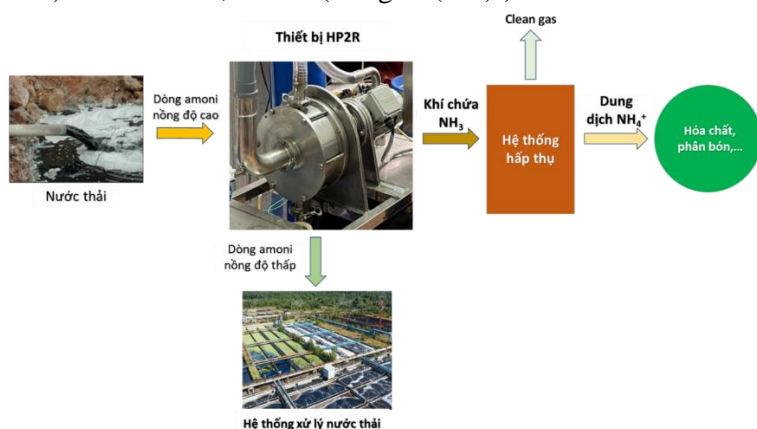 Clean gas
Thiết bị HP2R
Dòng amoni
nồng độ cao
Nước thải
Khí chứa
NH₃
Hệ thống
hấp thụ
Dung
dịch NH₄⁺
Hóa chất,
phân bón,...
Dòng amoni
nồng độ thấp
Hệ thống xử lý nước thải